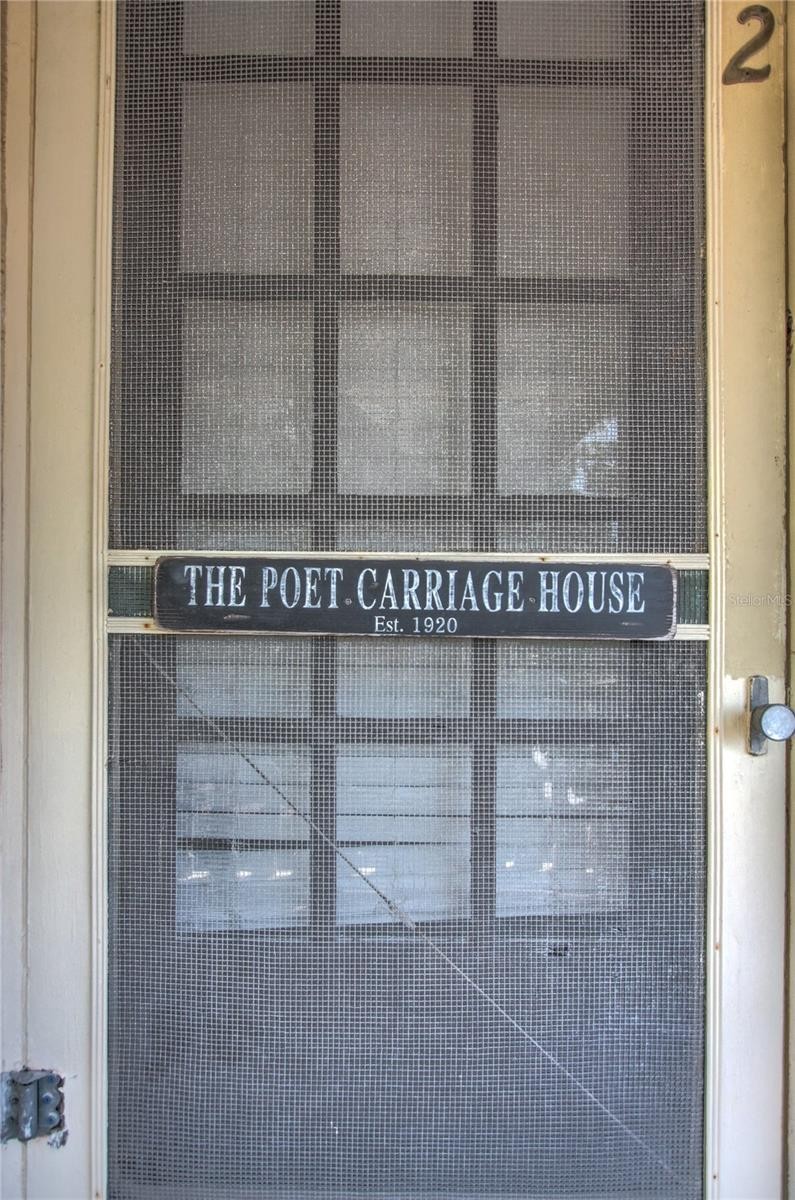 2
THE POET CARRIAGE HOUSE
Est. 1920
StellarMLS